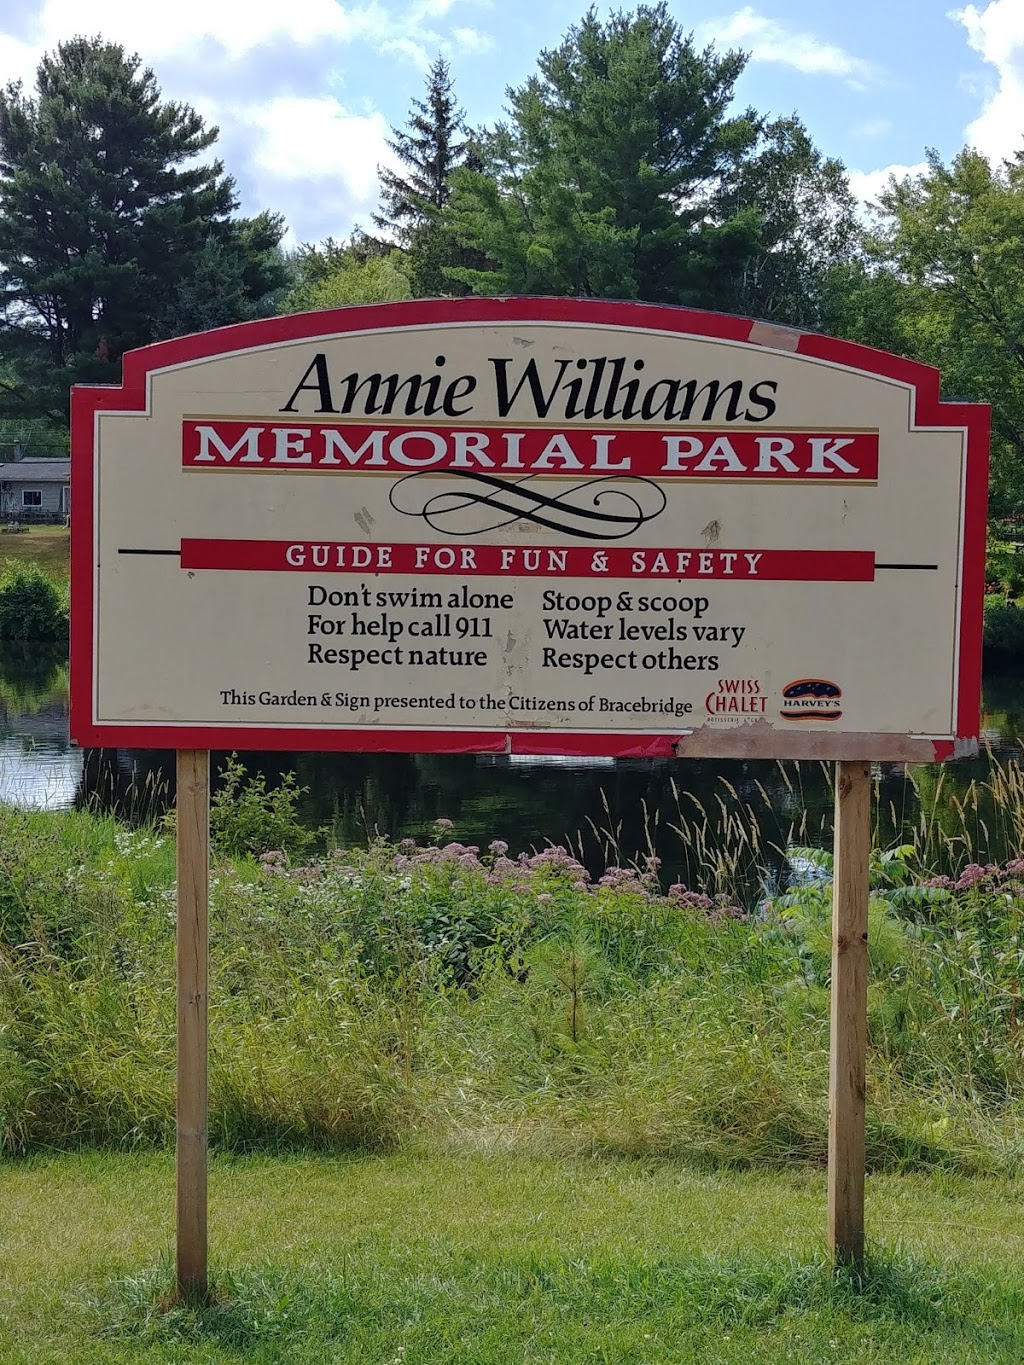 Annie Williams
MEMORIAL PARK
GUIDE FOR FUN & SAFETY
Don't swim alone
For help call 911
Respect nature
Stoop & scoop
Water levels vary
Respect others
This Garden & Sign presented to the Citizens of Bracebridge
SWISS
CHALET
HARVEY'S